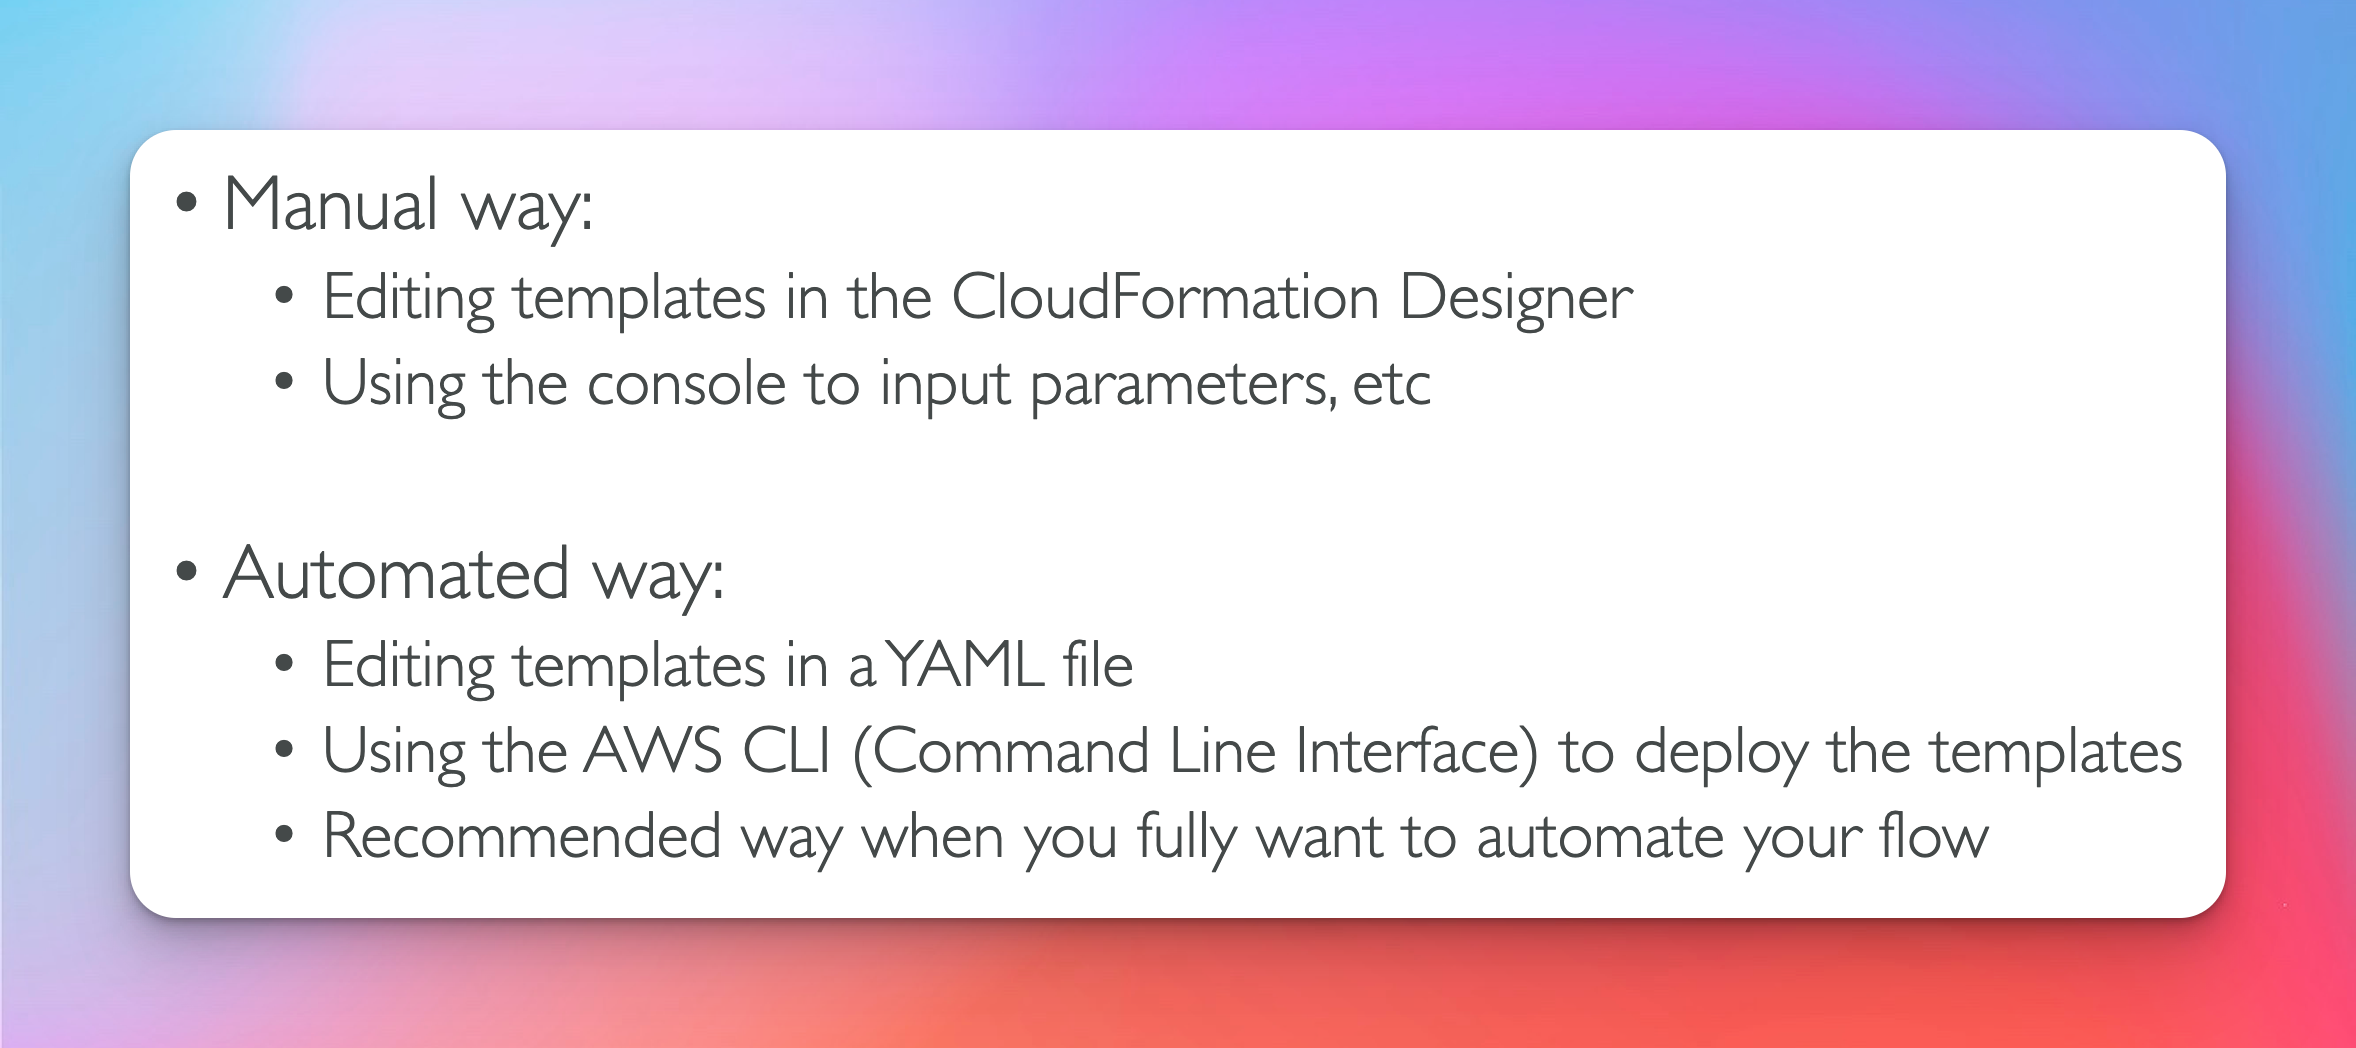 • Manual way:
• Editing templates in the CloudFormation Designer
• Using the console to input parameters, etc
• Automated way:
• Editing templates in a YAML file
• Using the AWS CLI (Command Line Interface) to deploy the templates
• Recommended way when you fully want to automate your flow